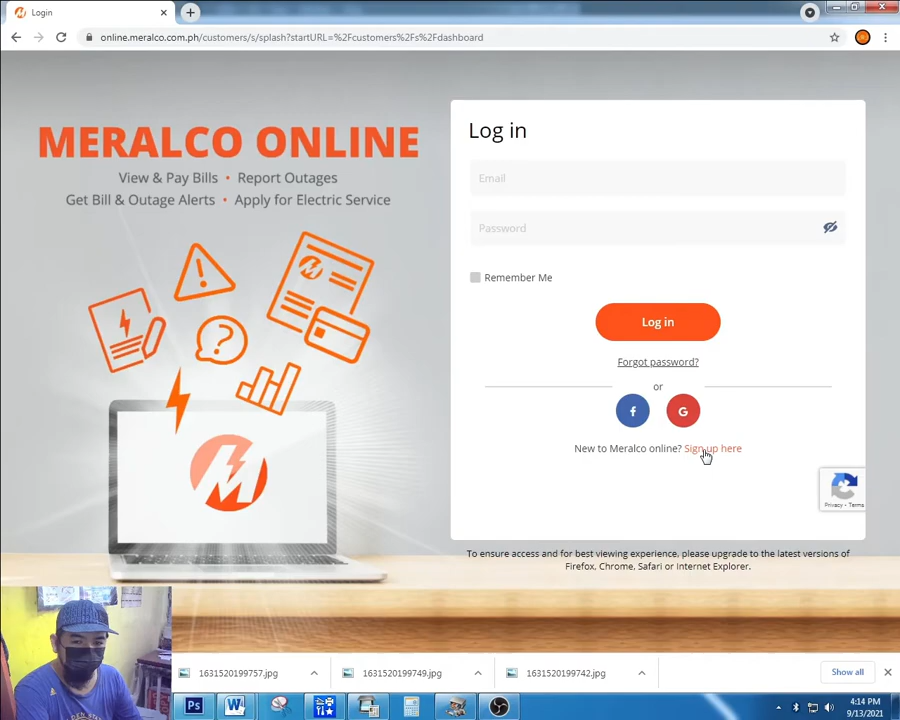 Login
online.meralco.com.ph/customers/s/splash?startURL=%2Fcustomers%2Fs%2Fdashboard
MERALCO ONLINE
View & Pay Bills • Report Outages
Get Bill & Outage Alerts • Apply for Electric Service
Log in
Email
Password
Remember Me
Log in
Forgot password?
or
f
G
New to Meralco online? Sign up here
Privacy - Terms
To ensure access and for best viewing experience, please upgrade to the latest versions of
Firefox, Chrome, Safari or Internet Explorer.
1631520199757.jpg
1631520199749.jpg
1631520199742.jpg
Show all
Ps
W
4:14 PM
9/13/2021